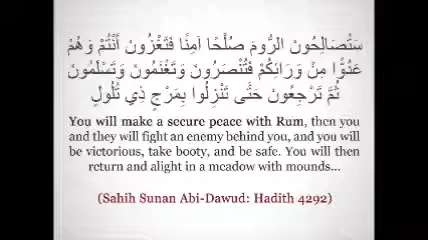 سَتُصَالِحُونَ الرُّومَ صُلْحًا آمِنًا فَتَغْزُونَ أَنْتُمْ وَهُمْ
عَدُوًّا مِنْ وَرَائِكُمْ فَتُنْصَرُونَ وَتَغْنَمُونَ وَتَسْلَمُونَ
ثُمَّ تَرْجِعُونَ حَتَّى تَنْزِلُوا بِمَرْجٍ ذِي تُلُولٍ
You will make a secure peace with Rum, then you
and they will fight an enemy behind you, and you will
be victorious, take booty, and be safe. You will then
return and alight in a meadow with mounds...
(Sahih Sunan Abi-Dawud: Hadith 4292)